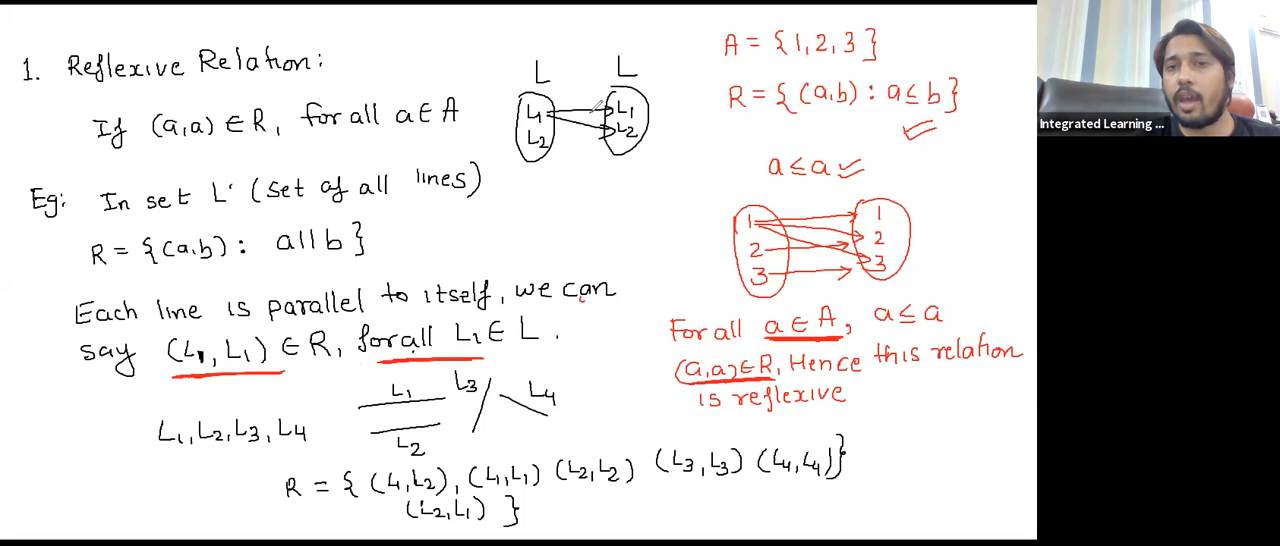 1. Reflexive Relation:
If (a,a) ∈ R, for all a ∈ A
Eg: In set L (set of all lines)
R = {(a,b) : a || b}
Each line is parallel to itself, we can
say (L1, L1) ∈ R, for all L1 ∈ L.
L1 L3 L4
L2
L1, L2, L3, L4
R = { (L1,L2), (L1,L1) (L2,L2) (L3,L3) (L4,L4)}
(L2,L1) }
L L
L1 L1
L2 L2
A = {1,2,3}
R = {(a,b) : a ≤ b}
a ≤ a
1 1
2 2
3 3
For all a ∈ A, a ≤ a
(a,a) ∈ R, Hence this relation
is reflexive
Integrated Learning ...